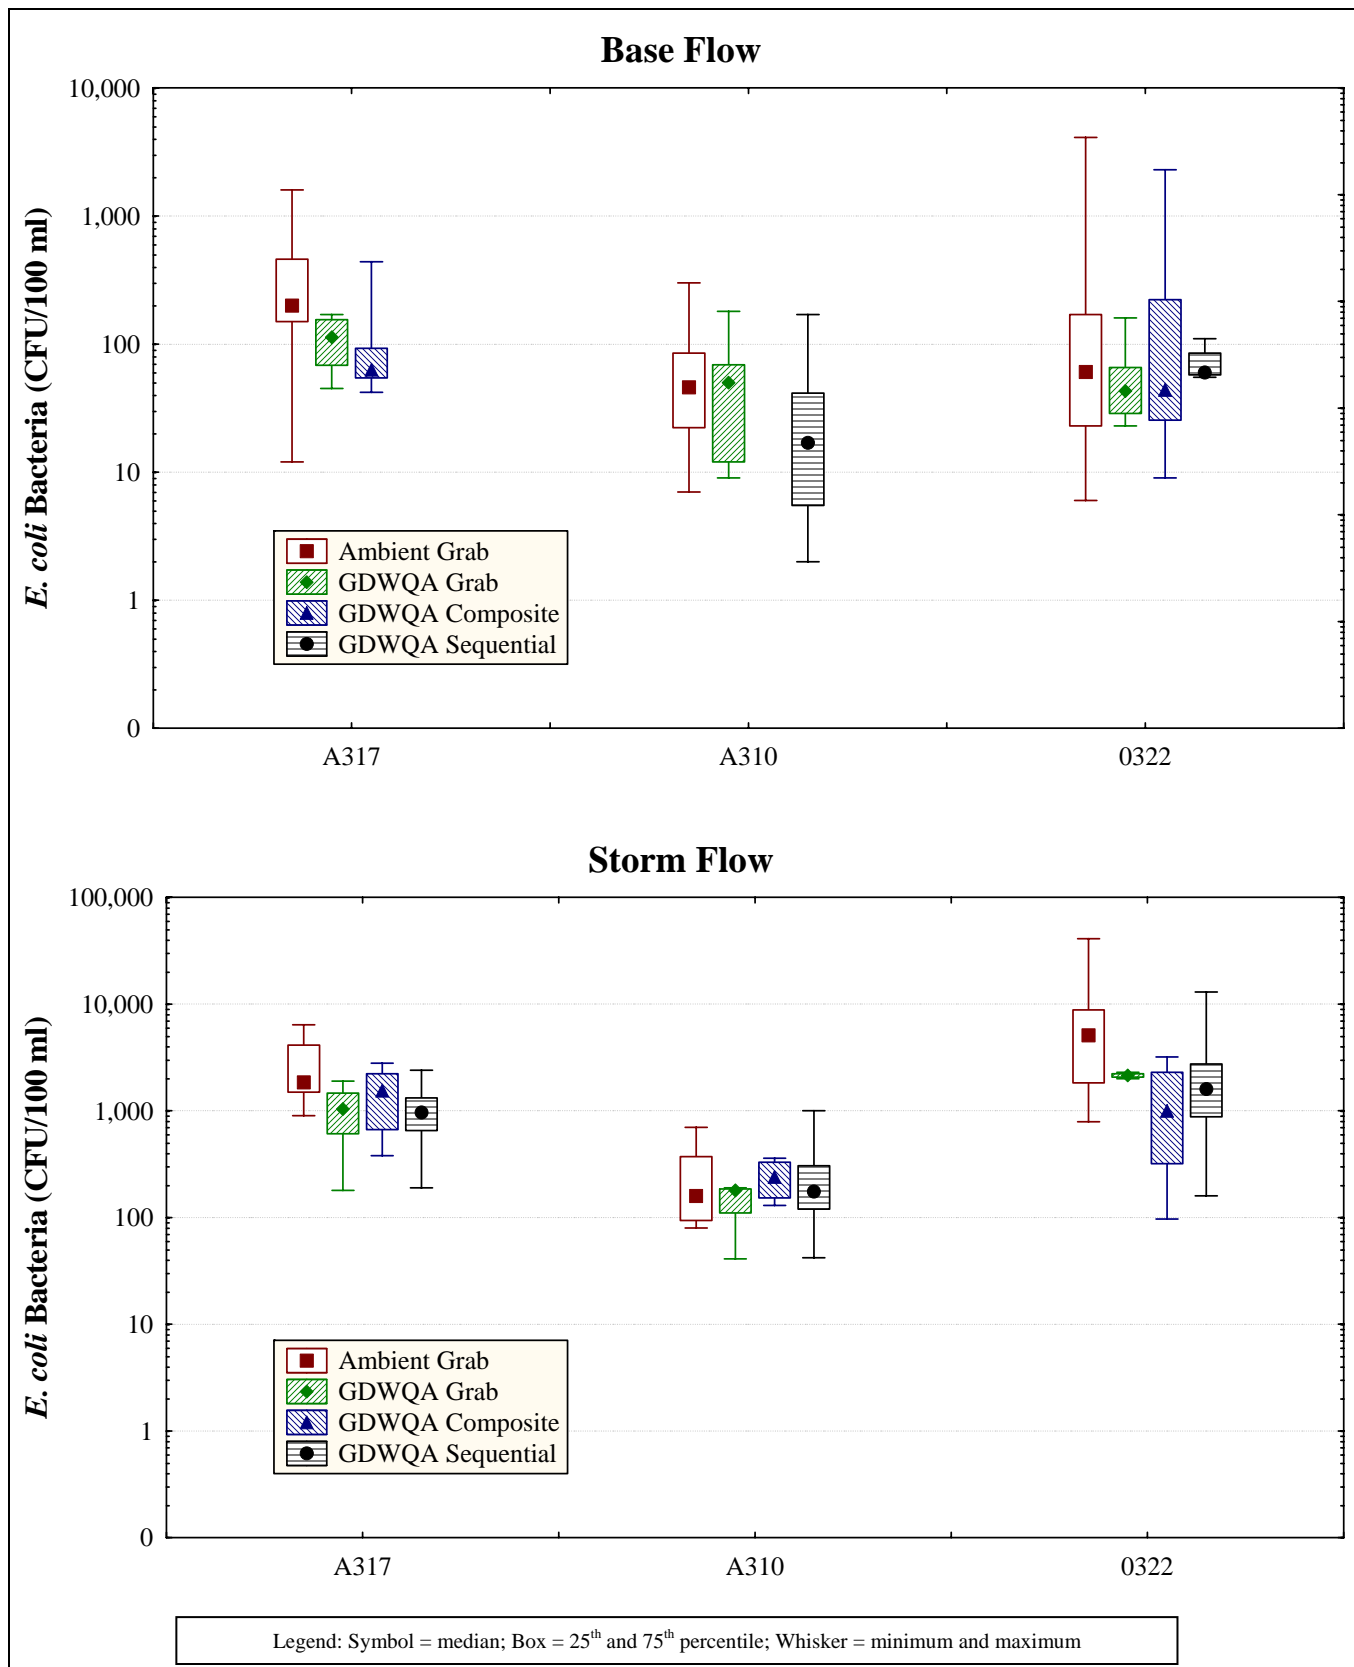 Base Flow
10,000
1,000
100
10
1
0
E. coli Bacteria (CFU/100 ml)
Ambient Grab
GDWQA Grab
GDWQA Composite
GDWQA Sequential
A317
A310
0322
Storm Flow
100,000
10,000
1,000
100
10
1
0
E. coli Bacteria (CFU/100 ml)
Ambient Grab
GDWQA Grab
GDWQA Composite
GDWQA Sequential
A317
A310
0322
Legend: Symbol = median; Box = 25th and 75th percentile; Whisker = minimum and maximum